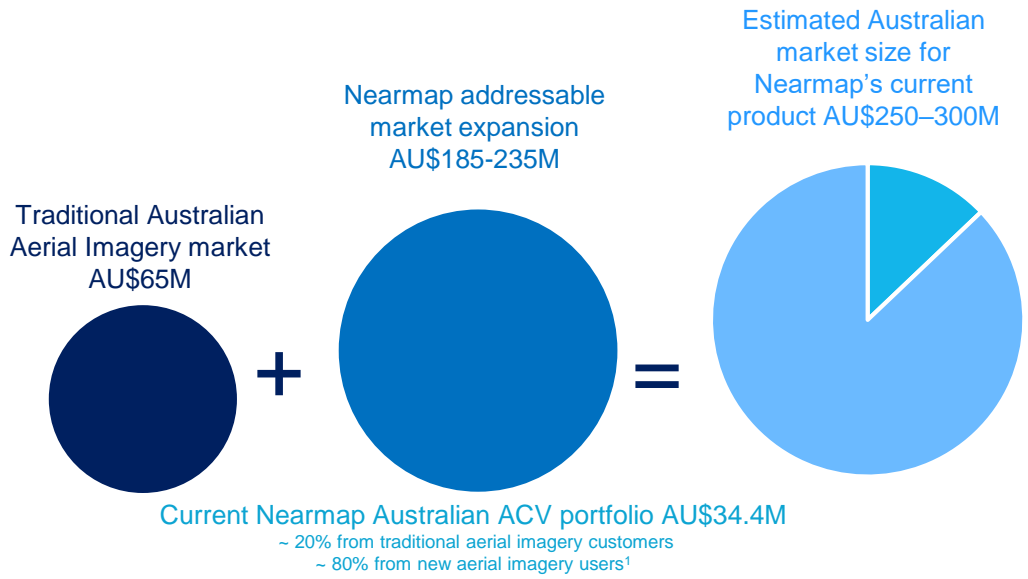 Traditional Australian
Aerial Imagery market
AU$65M
+
Nearmap addressable
market expansion
AU$185-235M
=
Estimated Australian
market size for
Nearmap’s current
product AU$250–300M
Current Nearmap Australian ACV portfolio AU$34.4M
~ 20% from traditional aerial imagery customers
~ 80% from new aerial imagery users¹